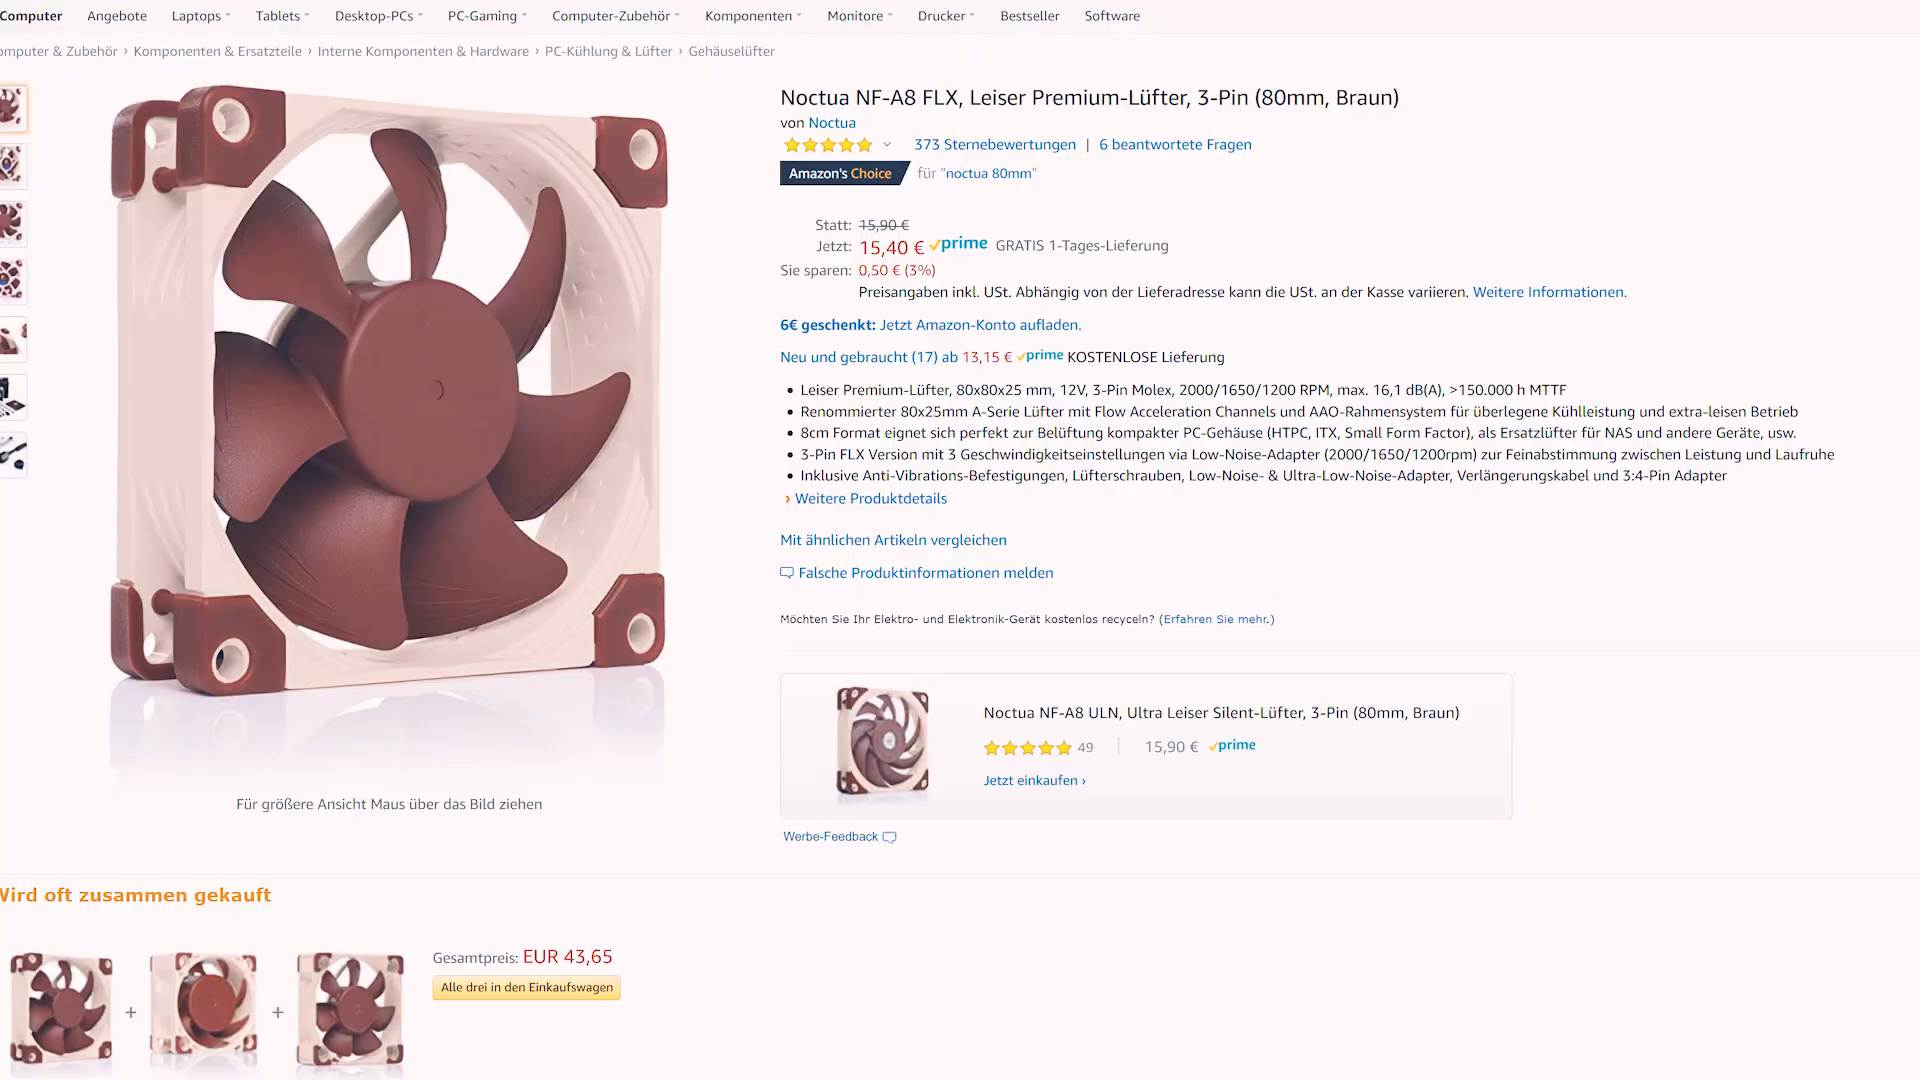 Computer Angebote Laptops Tablets Desktop-PCs PC-Gaming Computer-Zubehör Komponenten Monitore Drucker Bestseller Software
omputer & Zubehör › Komponenten & Ersatzteile › Interne Komponenten & Hardware › PC-Kühlung & Lüfter › Gehäuselüfter
Noctua NF-A8 FLX, Leiser Premium-Lüfter, 3-Pin (80mm, Braun)
von Noctua
373 Sternebewertungen | 6 beantwortete Fragen
Amazon's Choice für "noctua 80mm"
Statt: 15,90 €
Jetzt: 15,40 € prime GRATIS 1-Tages-Lieferung
Sie sparen: 0,50 € (3%)
Preisangaben inkl. USt. Abhängig von der Lieferadresse kann die USt. an der Kasse variieren. Weitere Informationen.
6€ geschenkt: Jetzt Amazon-Konto aufladen.
Neu und gebraucht (17) ab 13,15 € prime KOSTENLOSE Lieferung
• Leiser Premium-Lüfter, 80x80x25 mm, 12V, 3-Pin Molex, 2000/1650/1200 RPM, max. 16,1 dB(A), >150.000 h MTTF
• Renommierter 80x25mm A-Serie Lüfter mit Flow Acceleration Channels und AAO-Rahmensystem für überlegene Kühlleistung und extra-leisen Betrieb
• 8cm Format eignet sich perfekt zur Belüftung kompakter PC-Gehäuse (HTPC, ITX, Small Form Factor), als Ersatzlüfter für NAS und andere Geräte, usw.
• 3-Pin FLX Version mit 3 Geschwindigkeitseinstellungen via Low-Noise-Adapter (2000/1650/1200rpm) zur Feinabstimmung zwischen Leistung und Laufruhe
• Inklusive Anti-Vibrations-Befestigungen, Lüfterschrauben, Low-Noise- & Ultra-Low-Noise-Adapter, Verlängerungskabel und 3:4-Pin Adapter
› Weitere Produktdetails
Mit ähnlichen Artikeln vergleichen
Falsche Produktinformationen melden
Möchten Sie Ihr Elektro- und Elektronik-Gerät kostenlos recyceln? (Erfahren Sie mehr.)
Noctua NF-A8 ULN, Ultra Leiser Silent-Lüfter, 3-Pin (80mm, Braun)
49 | 15,90 € prime
Jetzt einkaufen ›
Für größere Ansicht Maus über das Bild ziehen
Werbe-Feedback
Wird oft zusammen gekauft
Gesamtpreis: EUR 43,65
+ +
Alle drei in den Einkaufswagen